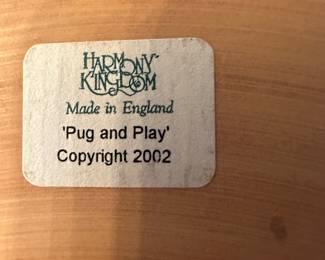 HARMONY
KINGDOM
Made in England
'Pug and Play'
Copyright 2002